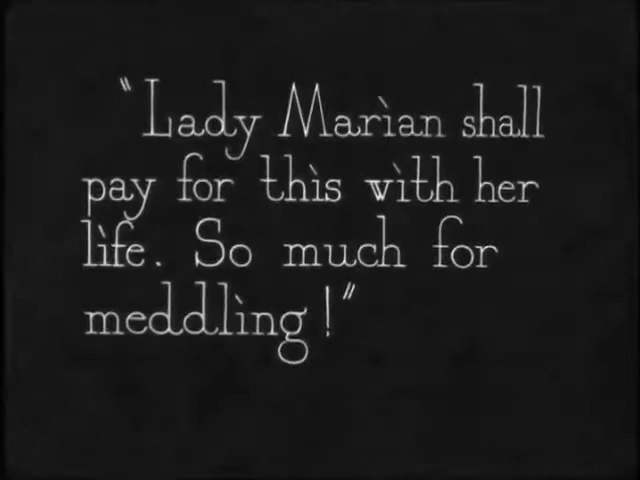 "Lady Marian shall
pay for this with her
life. So much for
meddling!"